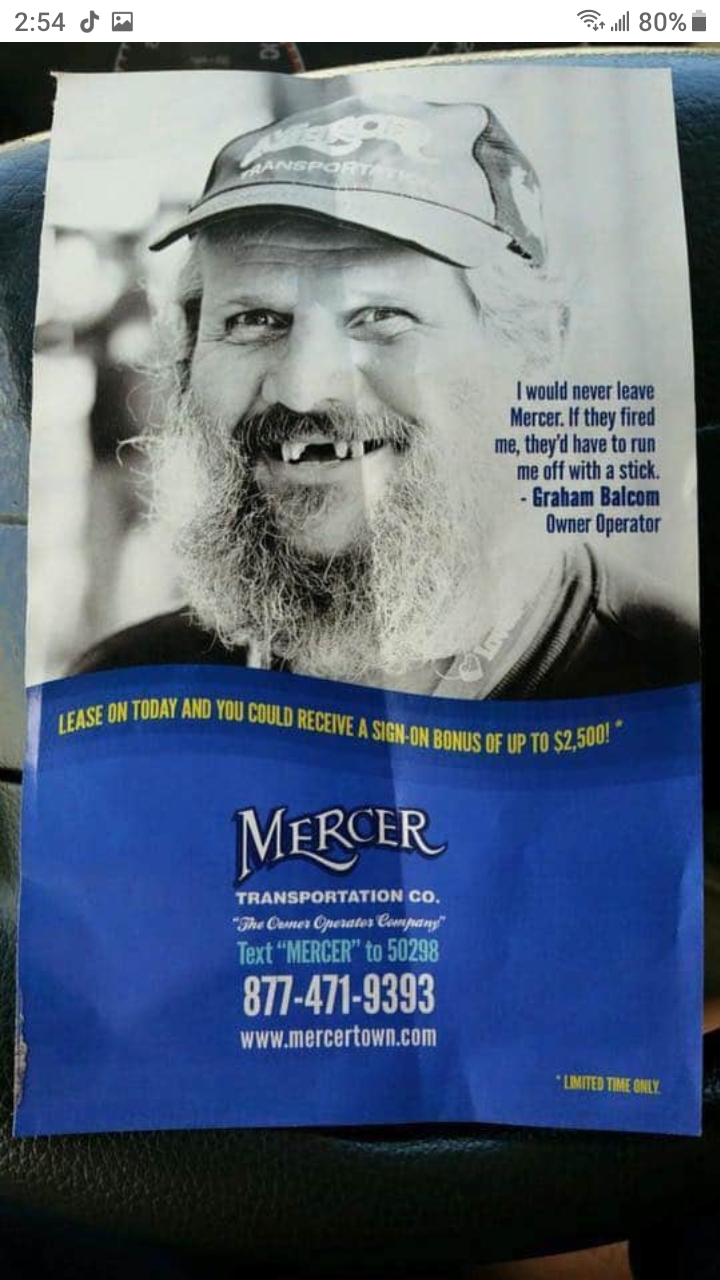 2:54 80%
MERCER
TRANSPORTATION
I would never leave
Mercer. If they fired
me, they'd have to run
me off with a stick.
- Graham Balcom
Owner Operator
LEASE ON TODAY AND YOU COULD RECEIVE A SIGN-ON BONUS OF UP TO $2,500! *
MERCER
TRANSPORTATION CO.
"The Owner Operator Company"
Text "MERCER" to 50298
877-471-9393
www.mercertown.com
* LIMITED TIME ONLY.